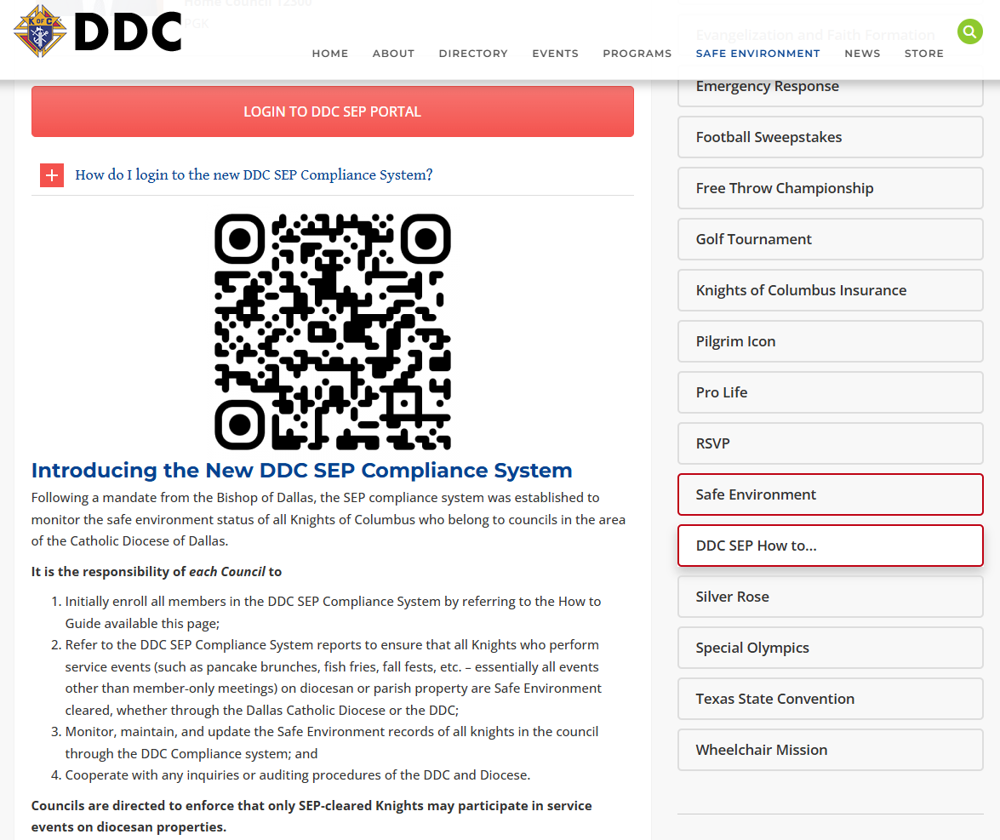 Home Council 12300
PGK
K OF C
DDC
Evangelization and Faith Formation
HOME ABOUT DIRECTORY EVENTS PROGRAMS SAFE ENVIRONMENT NEWS STORE
LOGIN TO DDC SEP PORTAL
How do I login to the new DDC SEP Compliance System?
Introducing the New DDC SEP Compliance System
Following a mandate from the Bishop of Dallas, the SEP compliance system was established to
monitor the safe environment status of all Knights of Columbus who belong to councils in the area
of the Catholic Diocese of Dallas.
It is the responsibility of each Council to
1. Initially enroll all members in the DDC SEP Compliance System by referring to the How to
Guide available this page;
2. Refer to the DDC SEP Compliance System reports to ensure that all Knights who perform
service events (such as pancake brunches, fish fries, fall fests, etc. – essentially all events
other than member-only meetings) on diocesan or parish property are Safe Environment
cleared, whether through the Dallas Catholic Diocese or the DDC;
3. Monitor, maintain, and update the Safe Environment records of all knights in the council
through the DDC Compliance system; and
4. Cooperate with any inquiries or auditing procedures of the DDC and Diocese.
Councils are directed to enforce that only SEP-cleared Knights may participate in service
events on diocesan properties.
Emergency Response
Football Sweepstakes
Free Throw Championship
Golf Tournament
Knights of Columbus Insurance
Pilgrim Icon
Pro Life
RSVP
Safe Environment
DDC SEP How to...
Silver Rose
Special Olympics
Texas State Convention
Wheelchair Mission